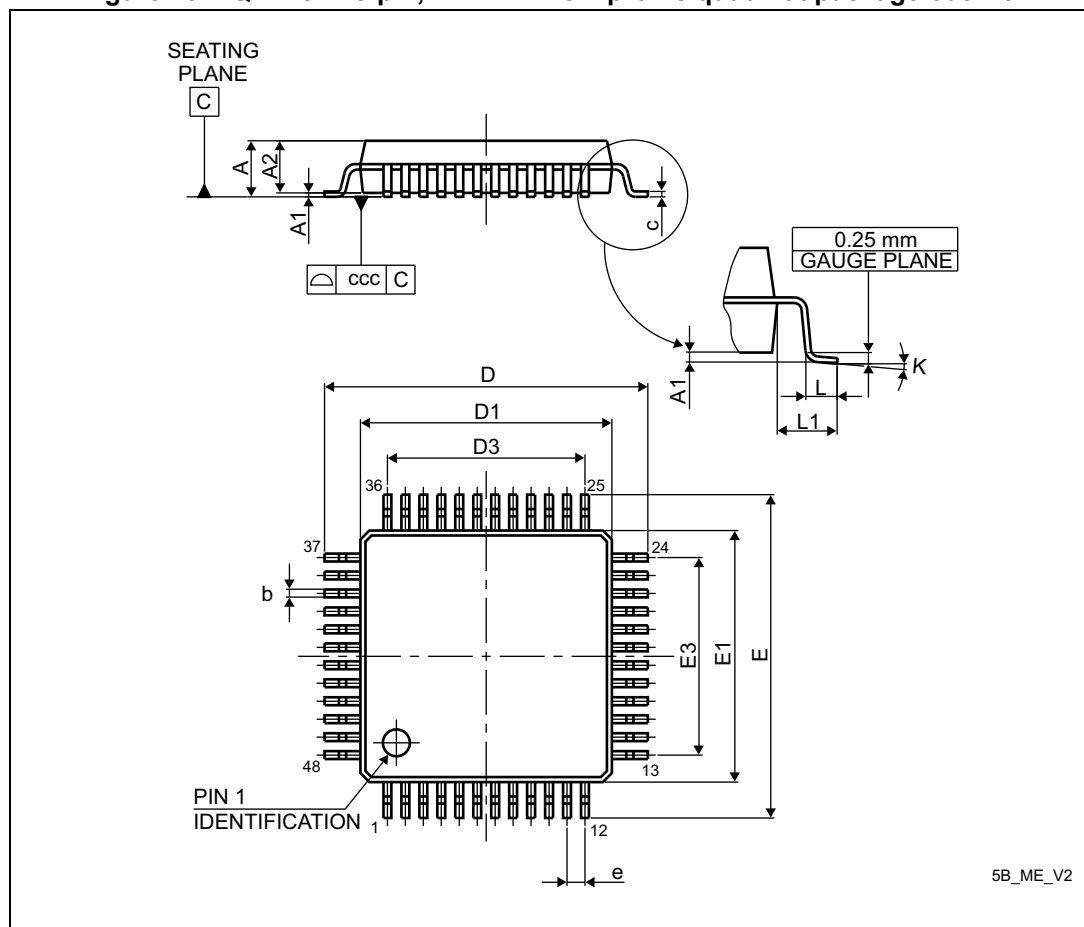 SEATING
PLANE
C
A
A2
A1
c
ccc C
0.25 mm
GAUGE PLANE
A1
K
L
L1
D
D1
D3
36
25
37
24
b
E3
E1
E
48
13
PIN 1
IDENTIFICATION
1
12
e
5B_ME_V2